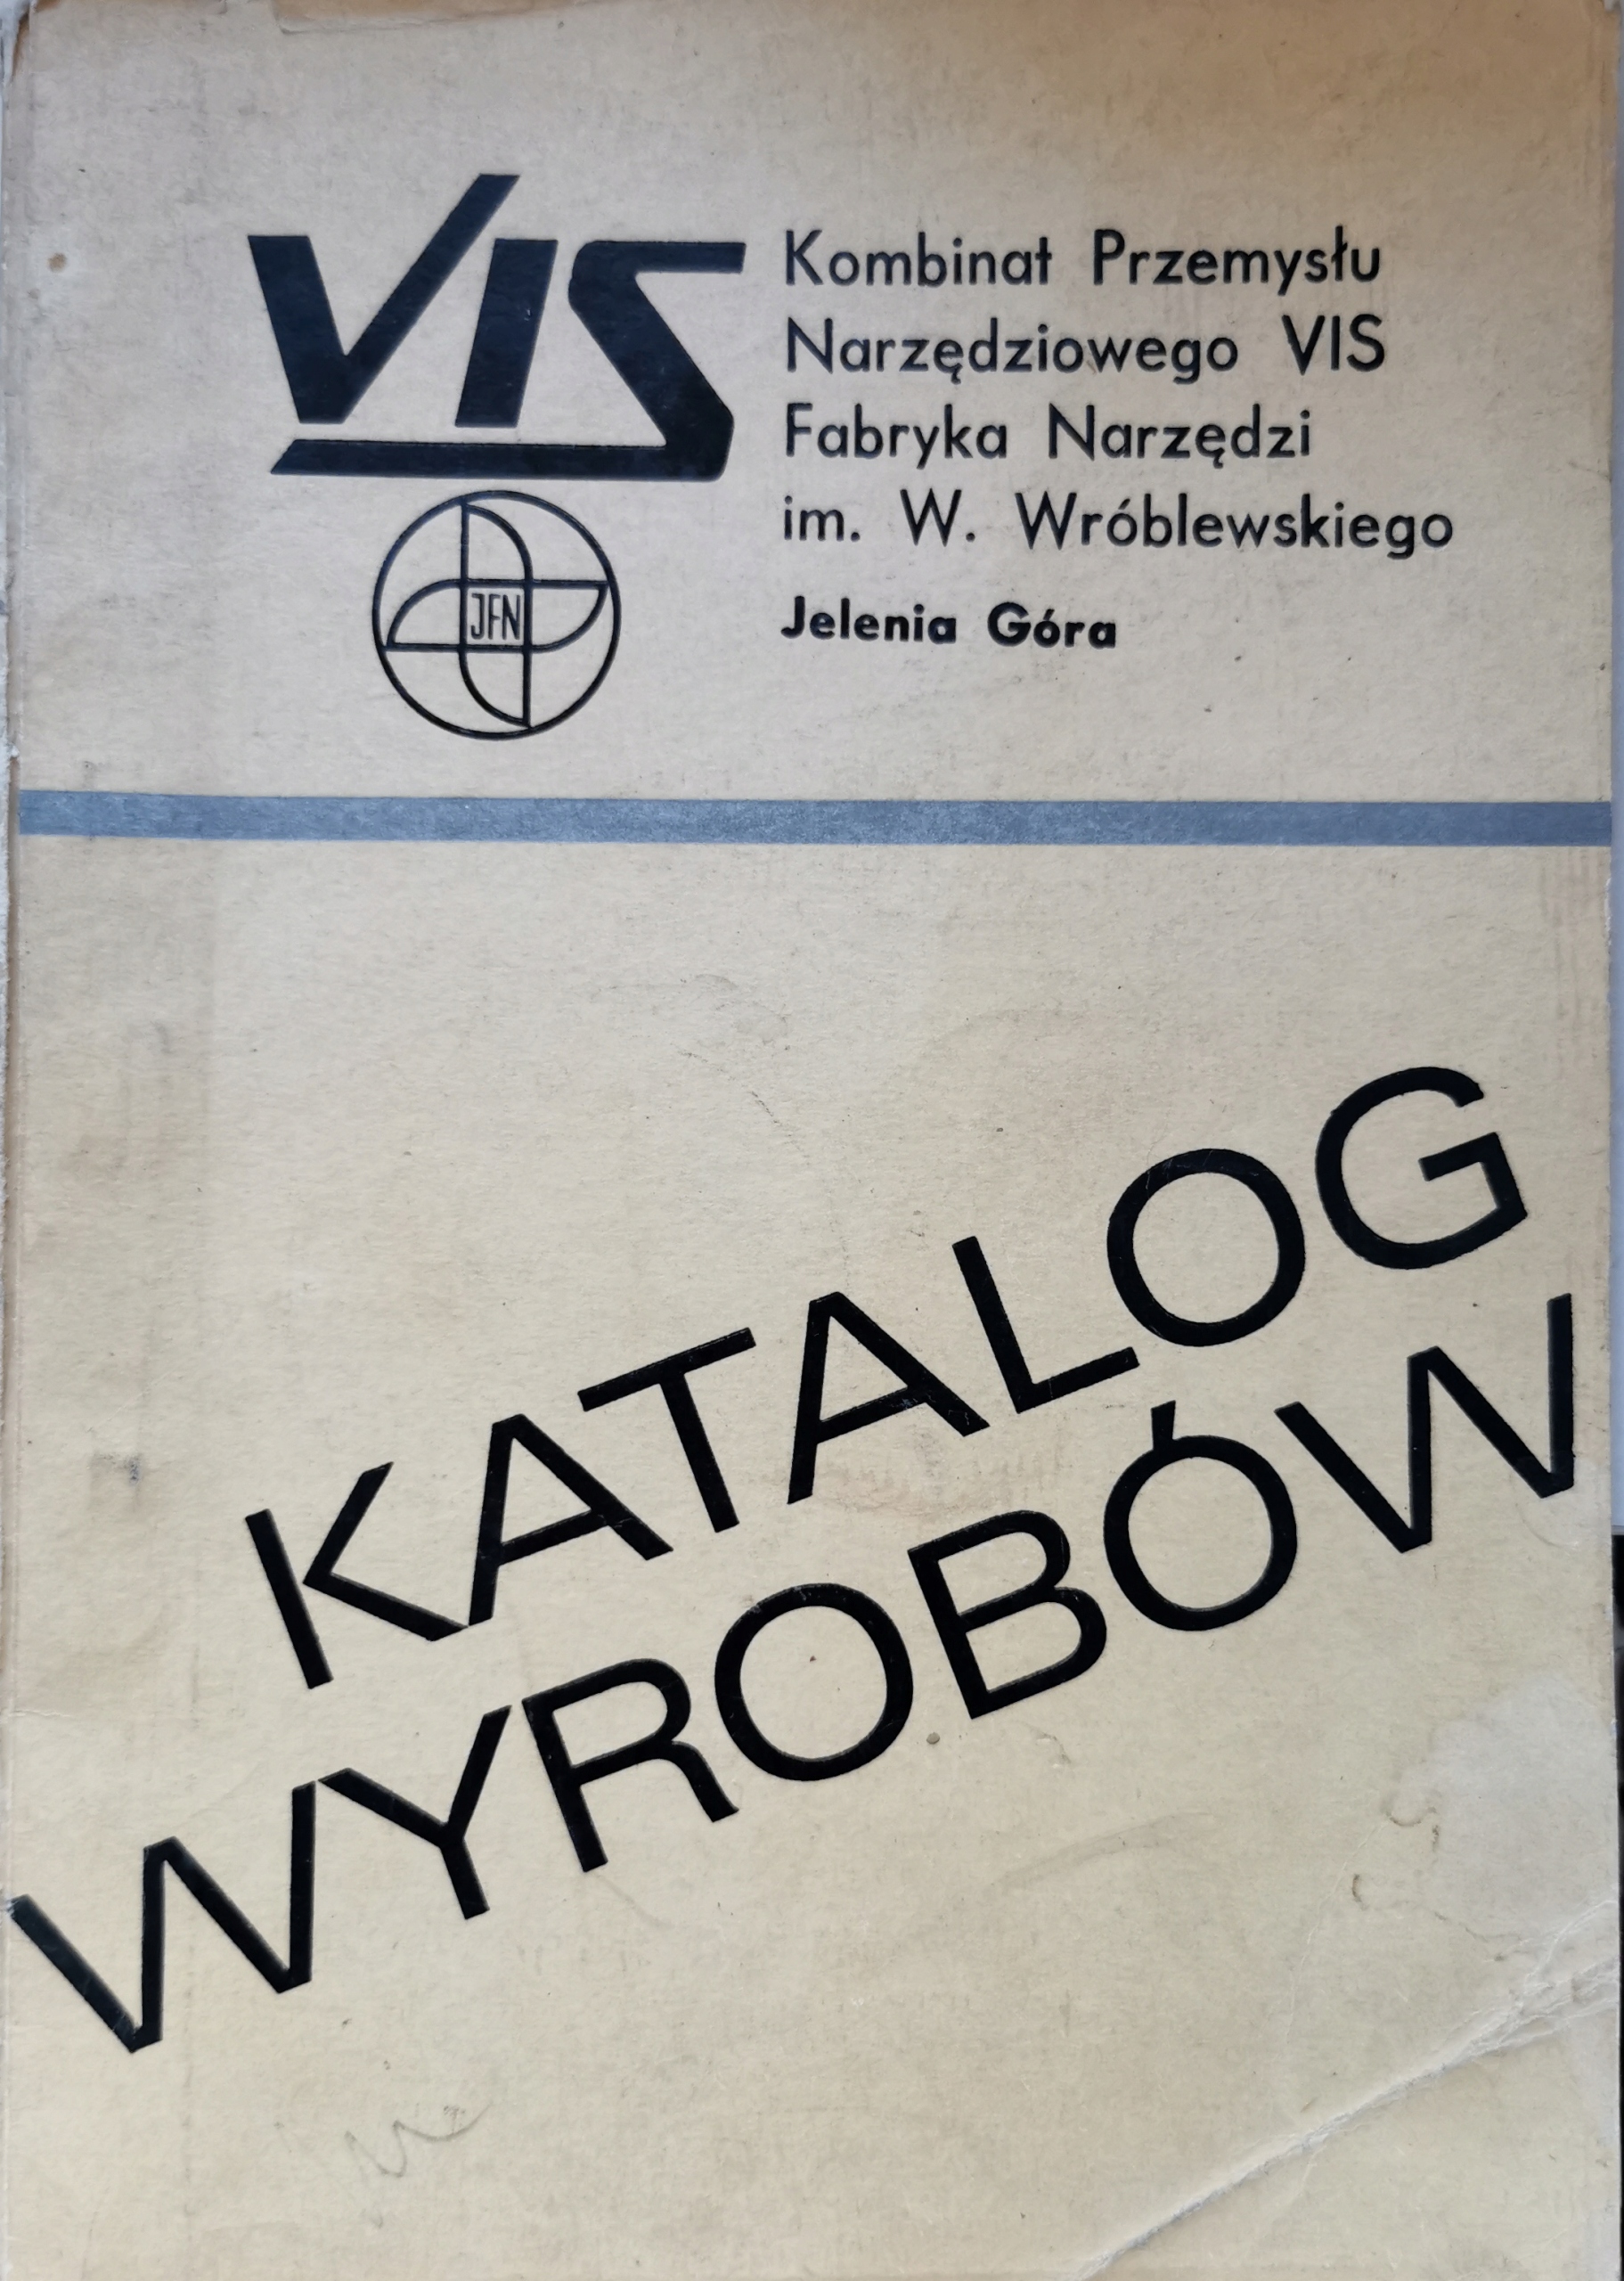 VIS
Kombinat Przemysłu
Narzędziowego VIS
Fabryka Narzędzi
im. W. Wróblewskiego
Jelenia Góra
JFN
KATALOG
WYROBÓW